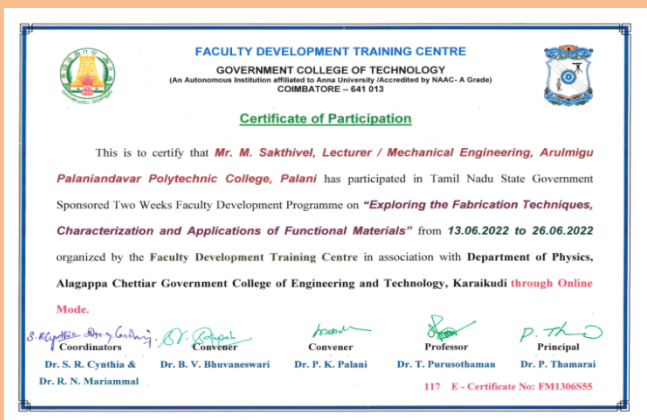 FACULTY DEVELOPMENT TRAINING CENTRE
GOVERNMENT COLLEGE OF TECHNOLOGY
(An Autonomous Institution affiliated to Anna University /Accredited by NAAC- A Grade)
COIMBATORE – 641 013
Certificate of Participation
This is to certify that Mr. M. Sakthivel, Lecturer / Mechanical Engineering, Arulmigu
Palaniandavar Polytechnic College, Palani has participated in Tamil Nadu State Government
Sponsored Two Weeks Faculty Development Programme on “Exploring the Fabrication Techniques,
Characterization and Applications of Functional Materials” from 13.06.2022 to 26.06.2022
organized by the Faculty Development Training Centre in association with Department of Physics,
Alagappa Chettiar Government College of Engineering and Technology, Karaikudi through Online
Mode.
Coordinators Convener Convener Professor Principal
Dr. S. R. Cynthia & Dr. B. V. Bhuvaneswari Dr. P. K. Palani Dr. T. Purusothaman Dr. P. Thamarai
Dr. R. N. Mariammal
117 E - Certificate No: FM1306S55